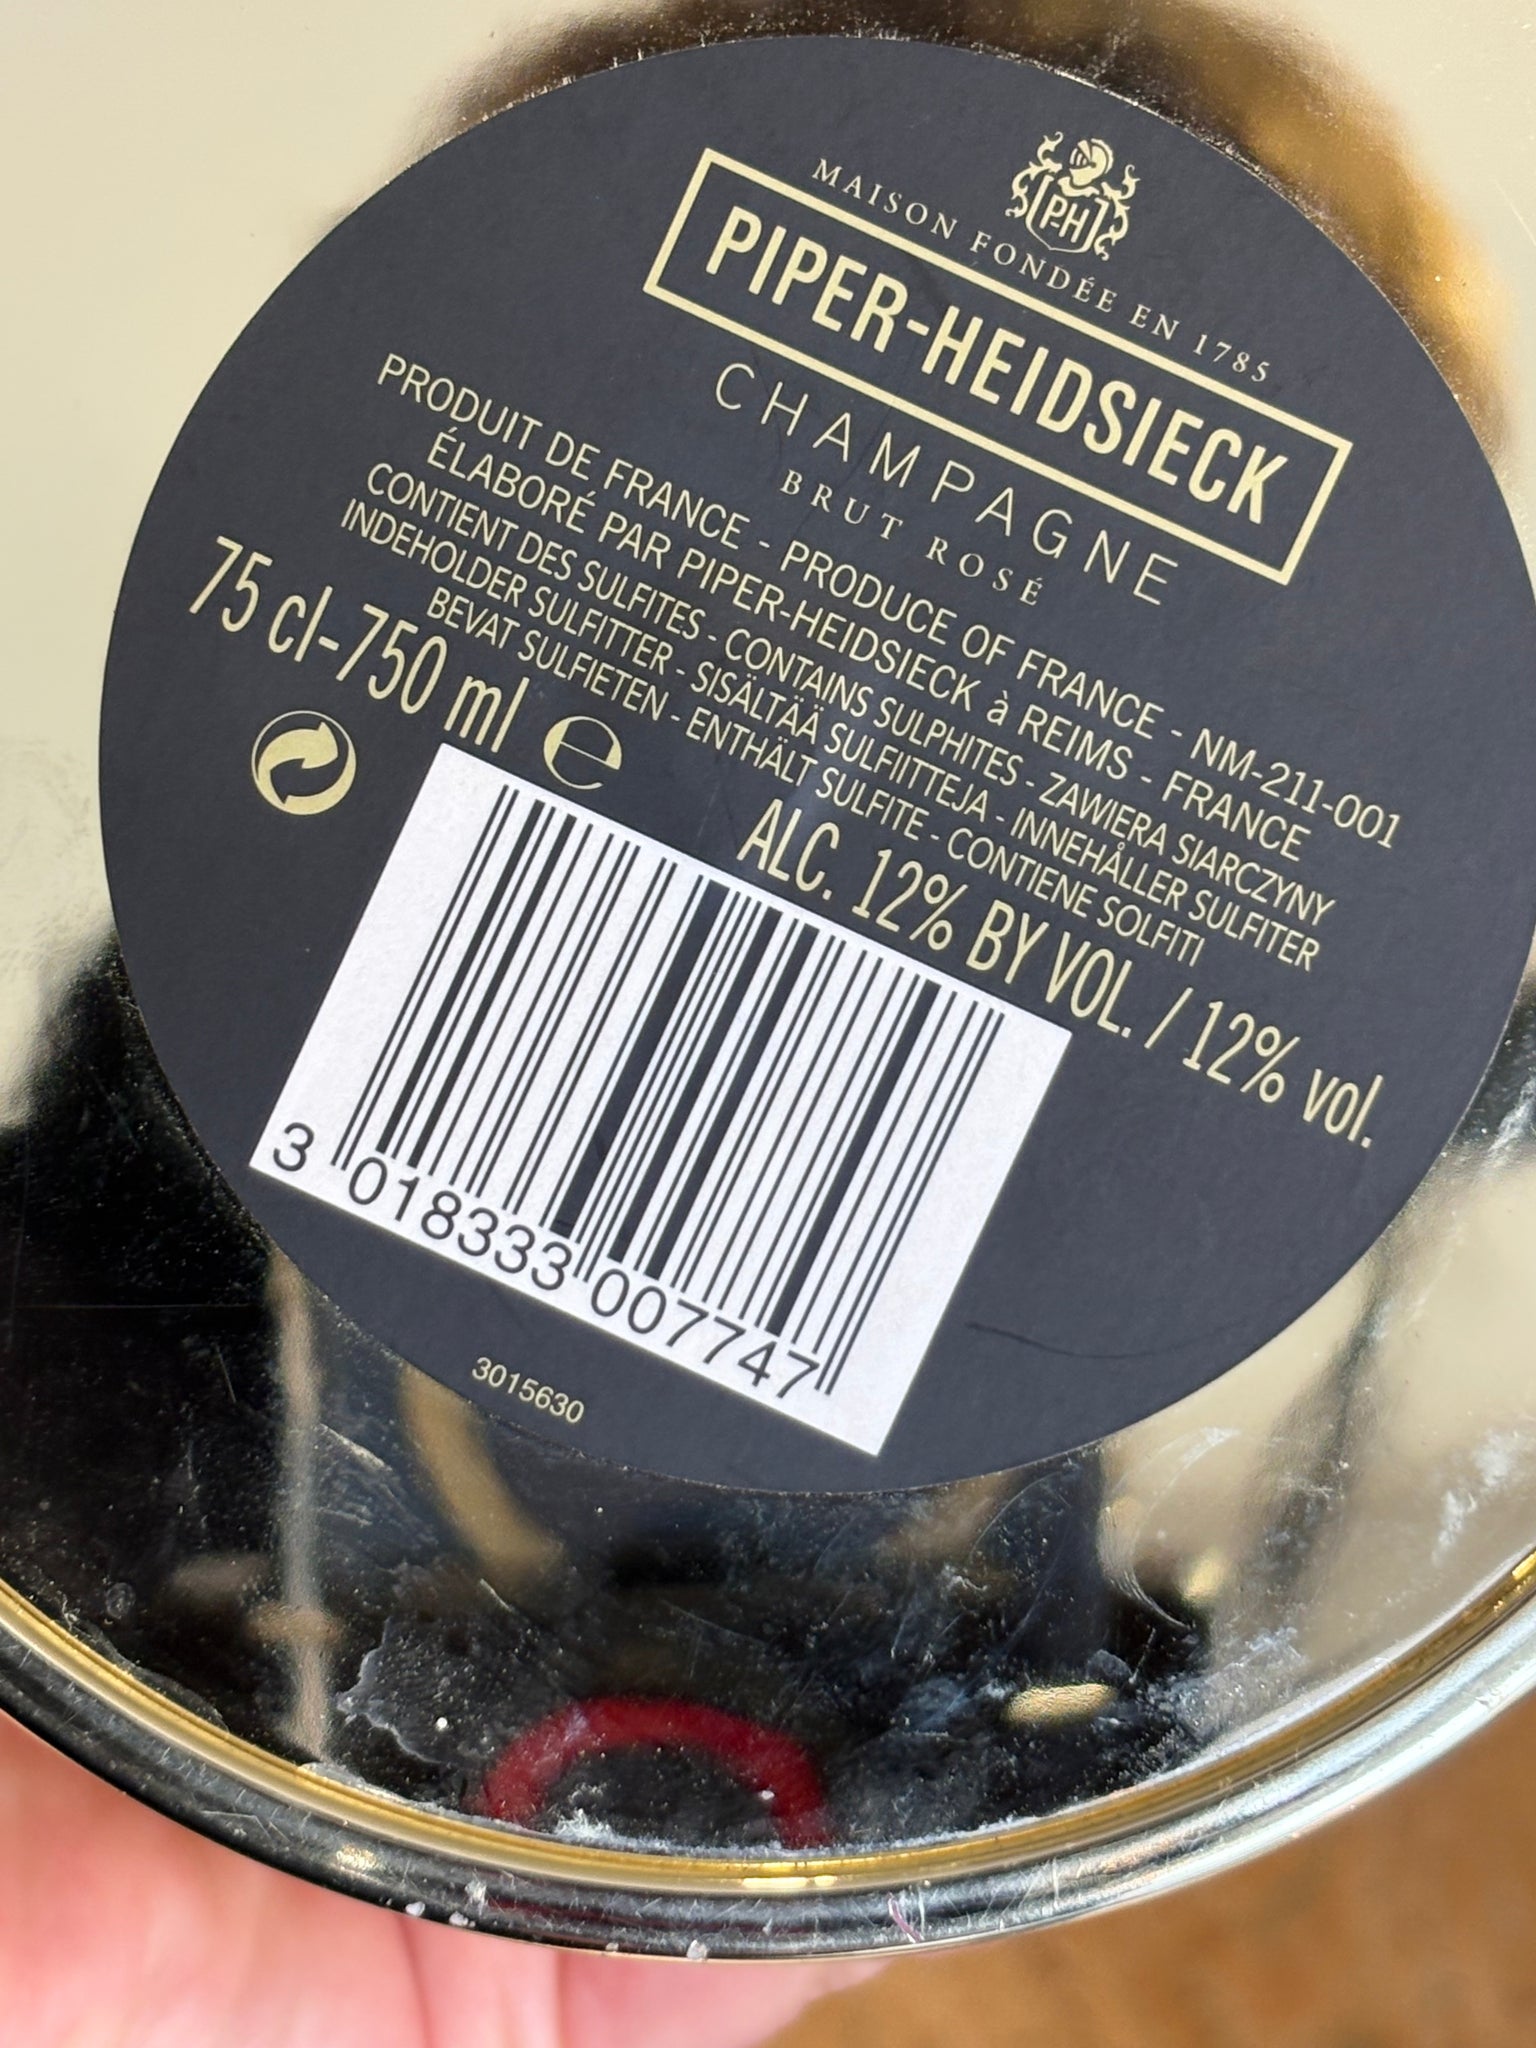 P-H
MAISON FONDÉE EN 1785
PIPER-HEIDSIECK
CHAMPAGNE
BRUT ROSÉ
PRODUIT DE FRANCE - PRODUCE OF FRANCE - NM-211-001
ÉLABORÉ PAR PIPER-HEIDSIECK à REIMS - FRANCE
CONTIENT DES SULFITES - CONTAINS SULPHITES - ZAWIERA SIARCZYNY
INDEHOLDER SULFITTER - SISÄLTÄÄ SULFIITTEJA - INNEHÅLLER SULFITER
BEVAT SULFIETEN - ENTHÄLT SULFITE - CONTIENE SOLFITI
75 cl-750 ml e
ALC. 12% BY VOL. / 12% vol.
3 018333 007747
3015630